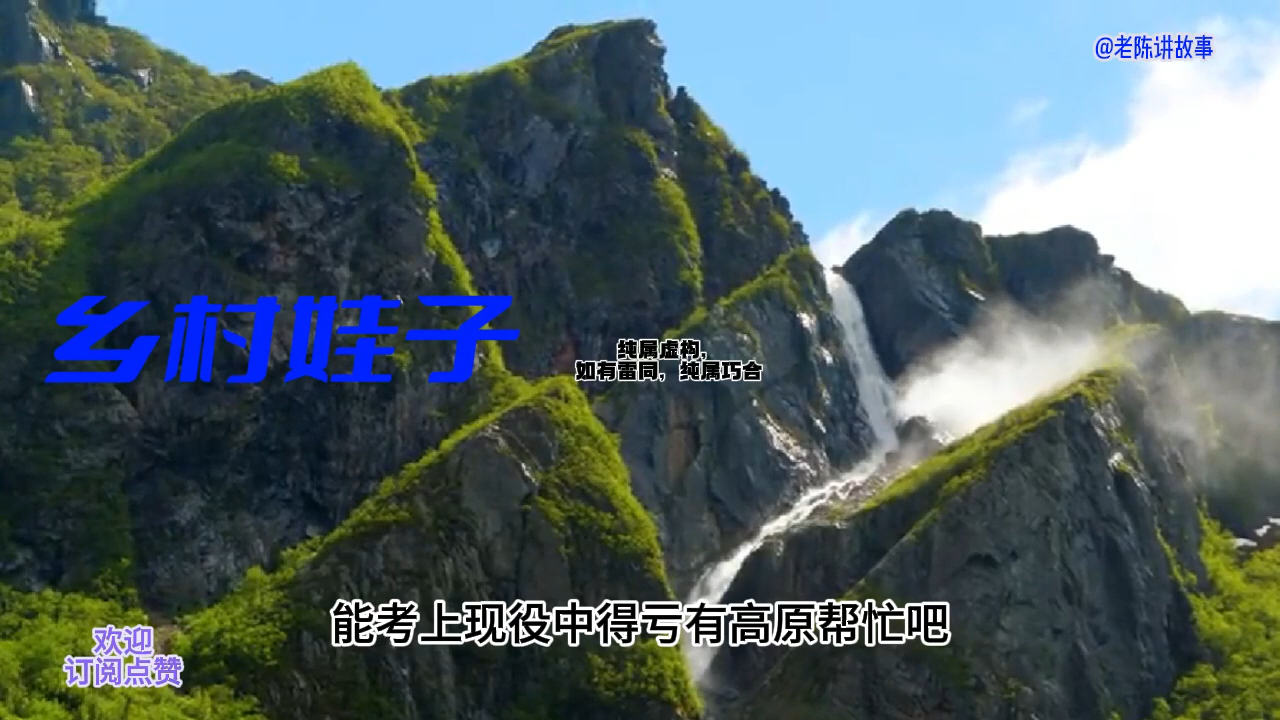 @老陈讲故事
乡村娃子
纯属虚构，
如有雷同，纯属巧合
能考上现役中得亏有高原帮忙吧
欢迎
订阅点赞